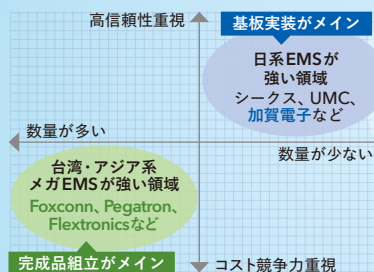 高信頼性重視
基板実装がメイン
日系EMSが
強い領域
シークス、UMC、
加賀電子など
数量が多い
数量が少ない
台湾・アジア系
メガEMSが強い領域
Foxconn、Pegatron、
Flextronicsなど
完成品組立がメイン
コスト競争力重視